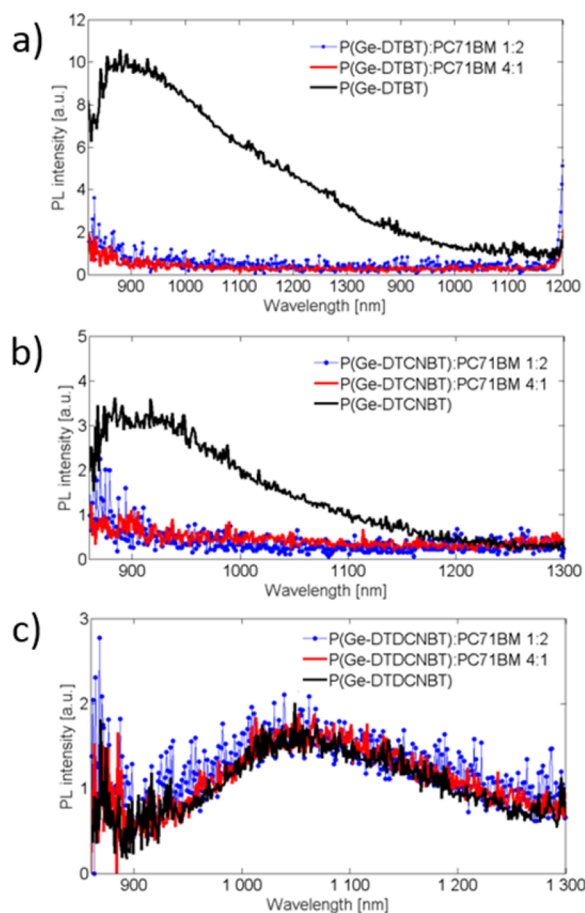 a)
12
10
8
6
4
2
0
PL intensity [a.u.]
P(Ge-DTBT):PC71BM 1:2
P(Ge-DTBT):PC71BM 4:1
P(Ge-DTBT)
900 1000 1100 1200 1300 900 1000 1100 1200
Wavelength [nm]
b)
5
4
3
2
1
0
PL intensity [a.u.]
P(Ge-DTCNBT):PC71BM 1:2
P(Ge-DTCNBT):PC71BM 4:1
P(Ge-DTCNBT)
900 1000 1100 1200 1300
Wavelength [nm]
c)
3
2
1
0
PL intensity [a.u.]
P(Ge-DTDCNBT):PC71BM 1:2
P(Ge-DTDCNBT):PC71BM 4:1
P(Ge-DTDCNBT)
900 1 000 1 100 1 200 1 300
Wavelength [nm]